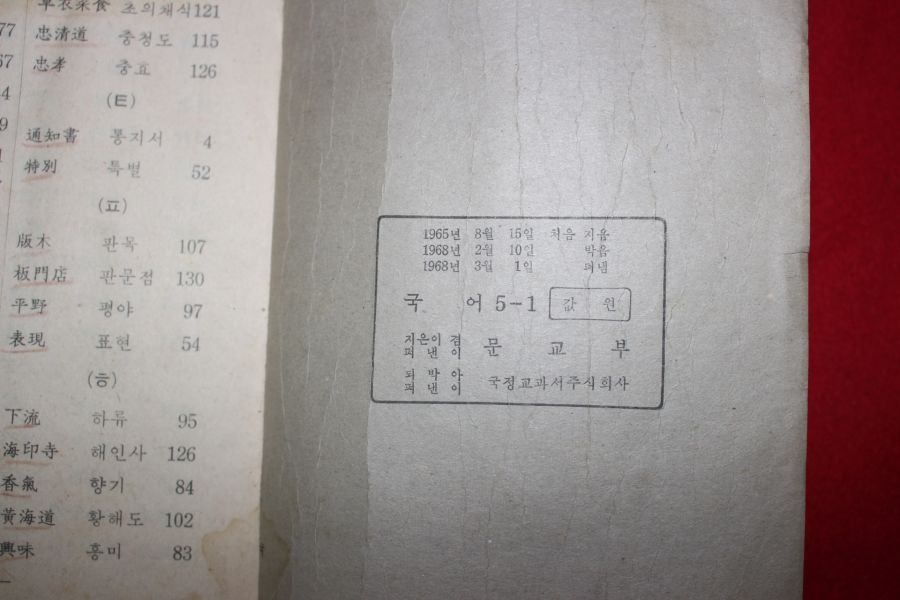 草衣菜食 초의채식 121
忠清道 충청도 115
忠孝 충효 126
(ㅌ)
通知書 통지서 4
特別 특별 52
(ㅍ)
版木 판목 107
板門店 판문점 130
平野 평야 97
表現 표현 54
(ㅎ)
下流 하류 95
海印寺 해인사 126
香氣 향기 84
黃海道 황해도 102
興味 흥미 83
77
67
4
9
1965년 8월 15일 처음 지음
1968년 2월 10일 박음
1968년 3월 1일 펴냄
국 어 5-1 값 원
지은이 겸
펴 낸 이 문 교 부
되 박 아
펴 낸 이 국정교과서주식회사